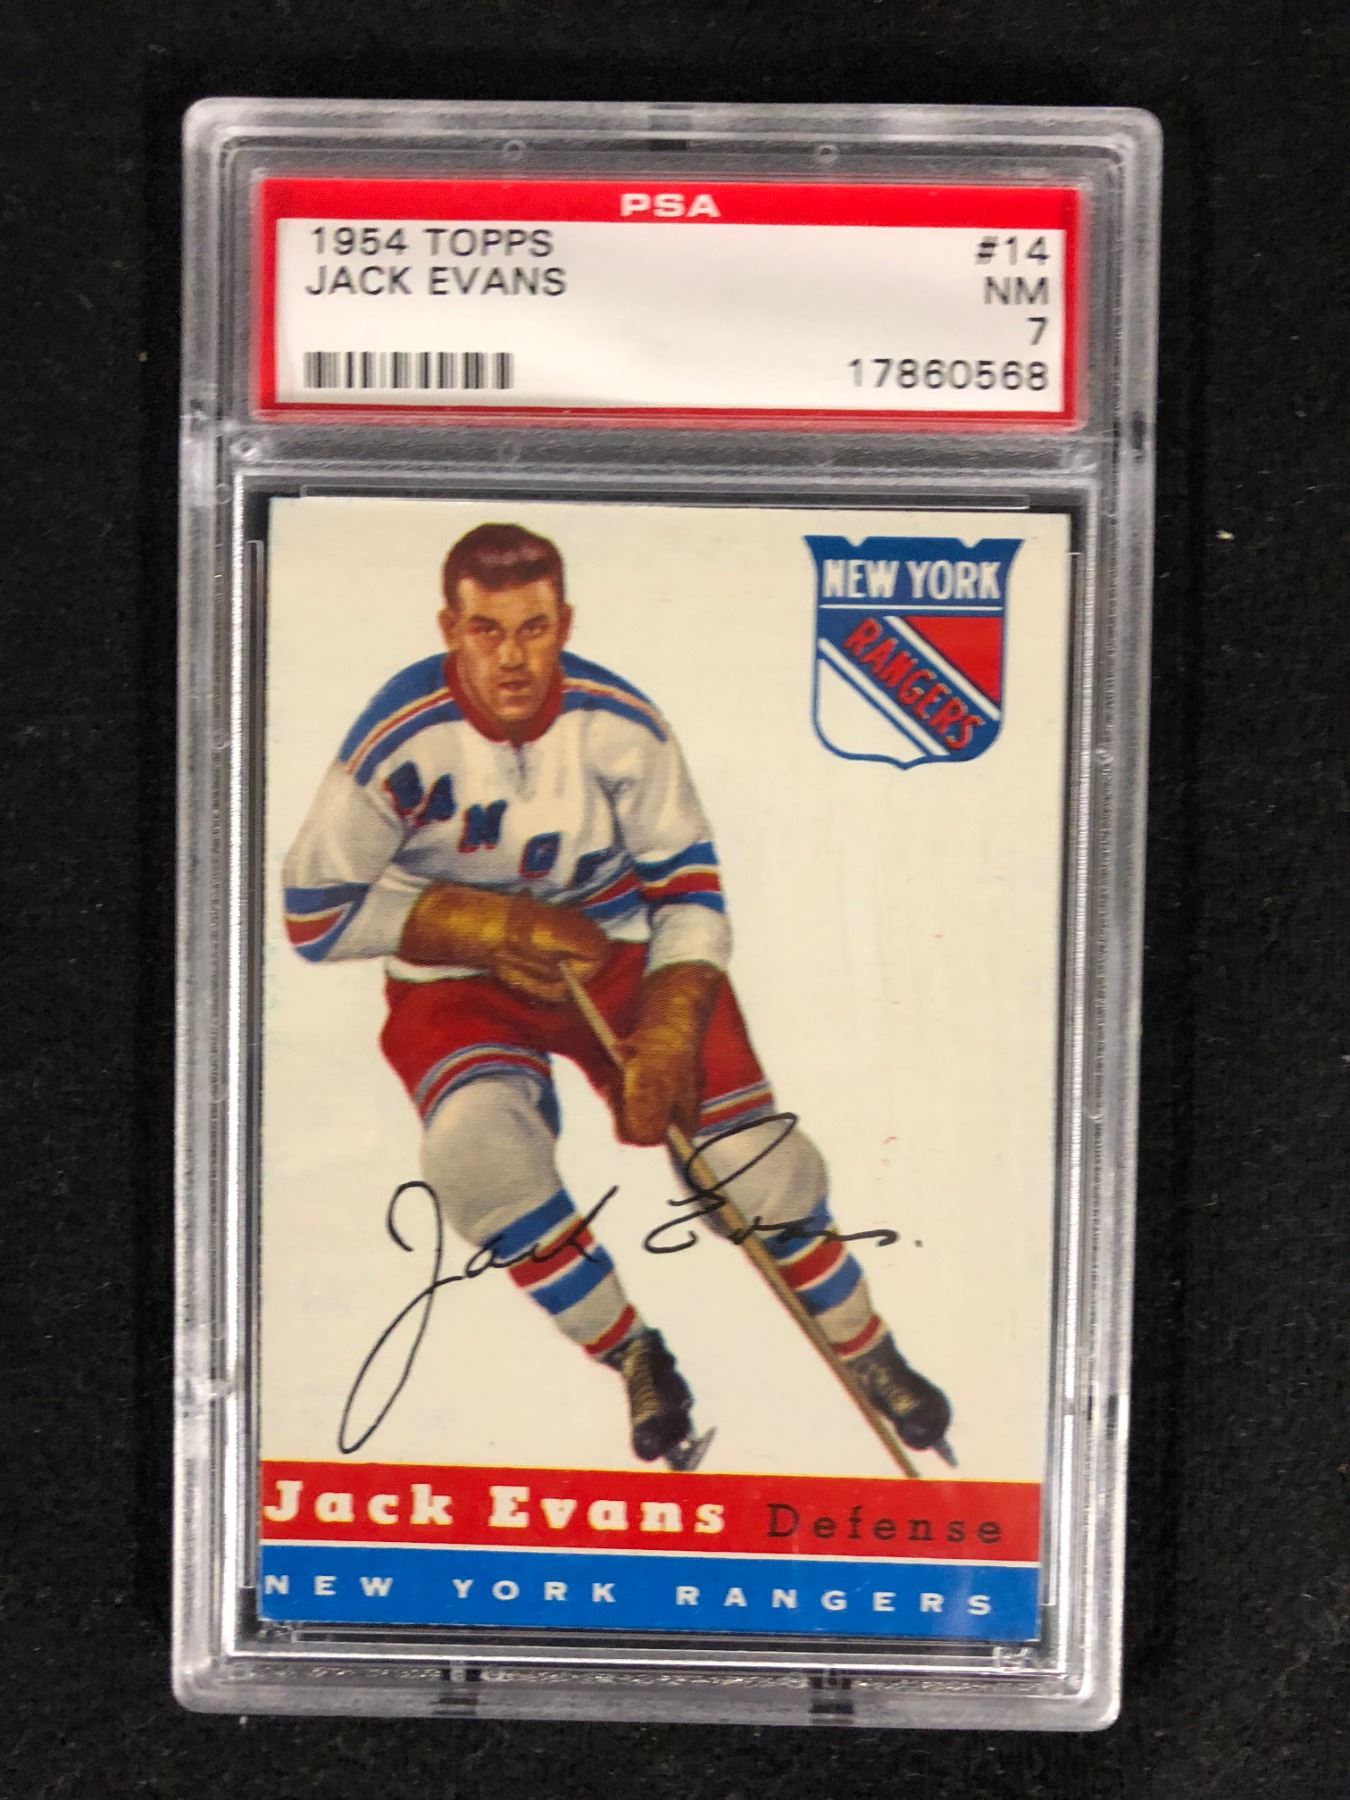 PSA
1954 TOPPS #14
JACK EVANS NM
7
17860568
NEW YORK
RANGERS
RANGE
Jack Evans.
Jack Evans Defense
NEW YORK RANGERS